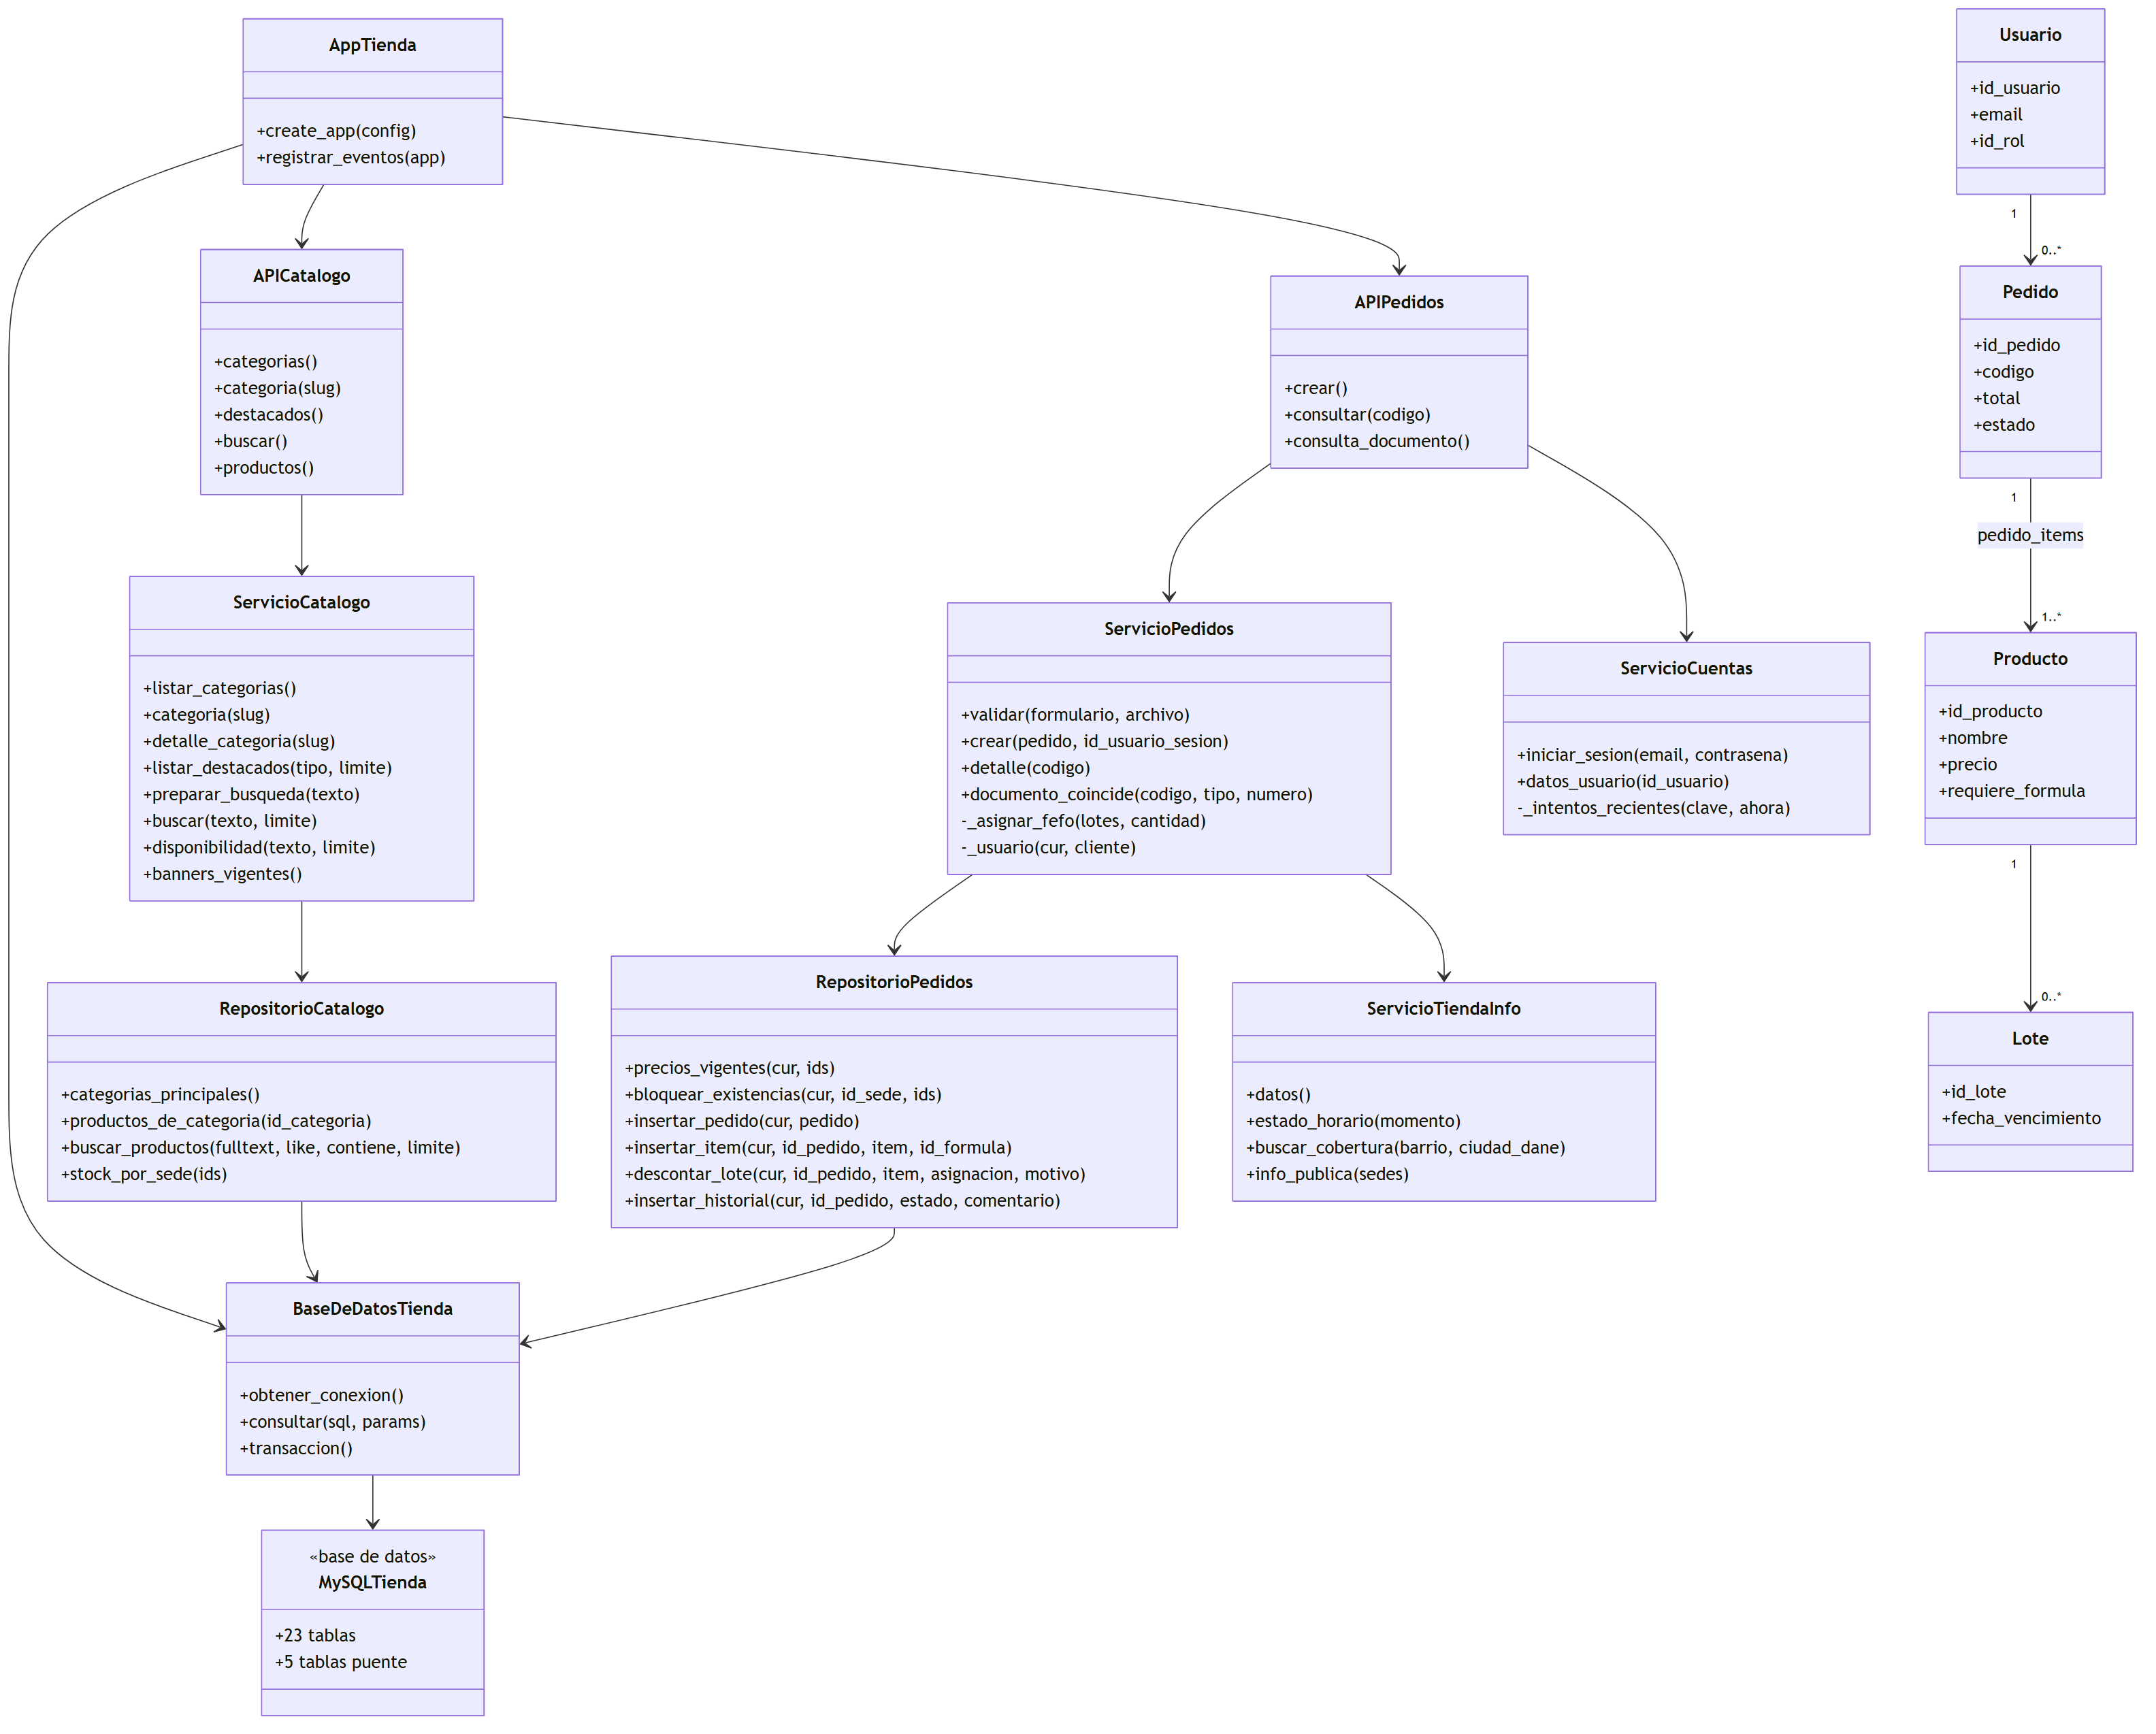 AppTienda
+create_app(config)
+registrar_eventos(app)
APICatalogo
+categorias()
+categoria(slug)
+destacados()
+buscar()
+productos()
ServicioCatalogo
+listar_categorias()
+categoria(slug)
+detalle_categoria(slug)
+listar_destacados(tipo, limite)
+preparar_busqueda(texto)
+buscar(texto, limite)
+disponibilidad(texto, limite)
+banners_vigentes()
RepositorioCatalogo
+categorias_principales()
+productos_de_categoria(id_categoria)
+buscar_productos(fulltext, like, contiene, limite)
+stock_por_sede(ids)
BaseDeDatosTienda
+obtener_conexion()
+consultar(sql, params)
+transaccion()
«base de datos»
MySQLTienda
+23 tablas
+5 tablas puente
APIPedidos
+crear()
+consultar(codigo)
+consulta_documento()
ServicioPedidos
+validar(formulario, archivo)
+crear(pedido, id_usuario_sesion)
+detalle(codigo)
+documento_coincide(codigo, tipo, numero)
-_asignar_fefo(lotes, cantidad)
-_usuario(cur, cliente)
ServicioCuentas
+iniciar_sesion(email, contrasena)
+datos_usuario(id_usuario)
-_intentos_recientes(clave, ahora)
RepositorioPedidos
+precios_vigentes(cur, ids)
+bloquear_existencias(cur, id_sede, ids)
+insertar_pedido(cur, pedido)
+insertar_item(cur, id_pedido, item, id_formula)
+descontar_lote(cur, id_pedido, item, asignacion, motivo)
+insertar_historial(cur, id_pedido, estado, comentario)
ServicioTiendaInfo
+datos()
+estado_horario(momento)
+buscar_cobertura(barrio, ciudad_dane)
+info_publica(sedes)
Usuario
+id_usuario
+email
+id_rol
1
0..*
Pedido
+id_pedido
+codigo
+total
+estado
1
pedido_items
1..*
Producto
+id_producto
+nombre
+precio
+requiere_formula
1
0..*
Lote
+id_lote
+fecha_vencimiento